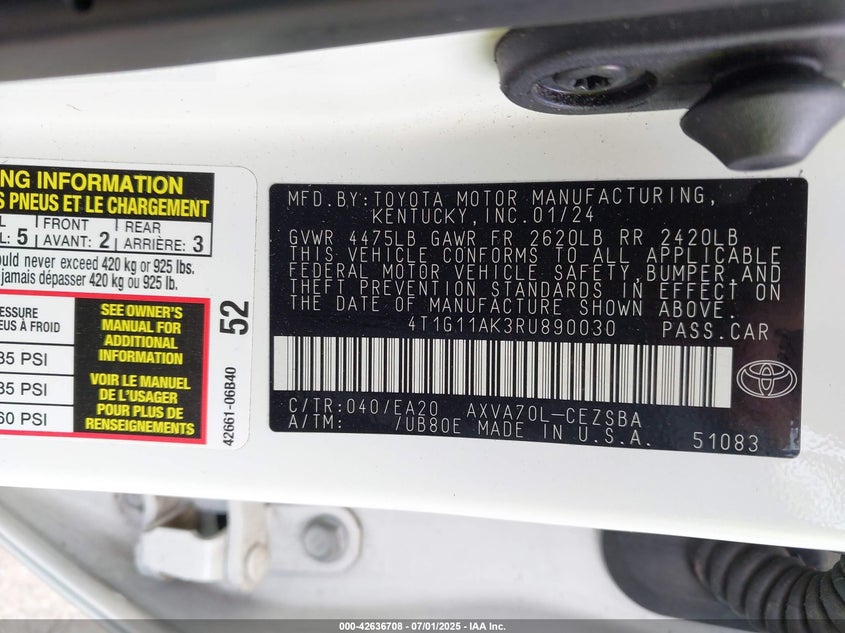 NG INFORMATION
S PNEUS ET LE CHARGEMENT
L: 5 FRONT AVANT: 2 REAR ARRIÈRE: 3
never exceed 420 kg or 925 lbs.
jamais dépasser 420 kg ou 925 lb.
SEE OWNER'S
MANUAL FOR
ADDITIONAL
INFORMATION
VOIR LE MANUEL
DE L'USAGER
POUR PLUS DE
RENSEIGNEMENTS
À FROID
35 PSI
35 PSI
60 PSI
52
42661-06B40
MFD.BY:TOYOTA MOTOR MANUFACTURING,
KENTUCKY,INC.01/24
GVWR 4475LB GAWR FR 2620LB RR 2420LB
THIS VEHICLE CONFORMS TO ALL APPLICABLE
FEDERAL MOTOR VEHICLE SAFETY,BUMPER,AND
THEFT PREVENTION STANDARDS IN EFFECT ON
THE DATE OF MANUFACTURE SHOWN ABOVE.
4T1G11AK3RU890030 PASS.CAR
C/TR:040/EA20 AXVA70L-CEZSBA
A/TM: /UB80E MADE IN U.S.A. 51083
000-42636708 - 07/01/2025 - IAA Inc.